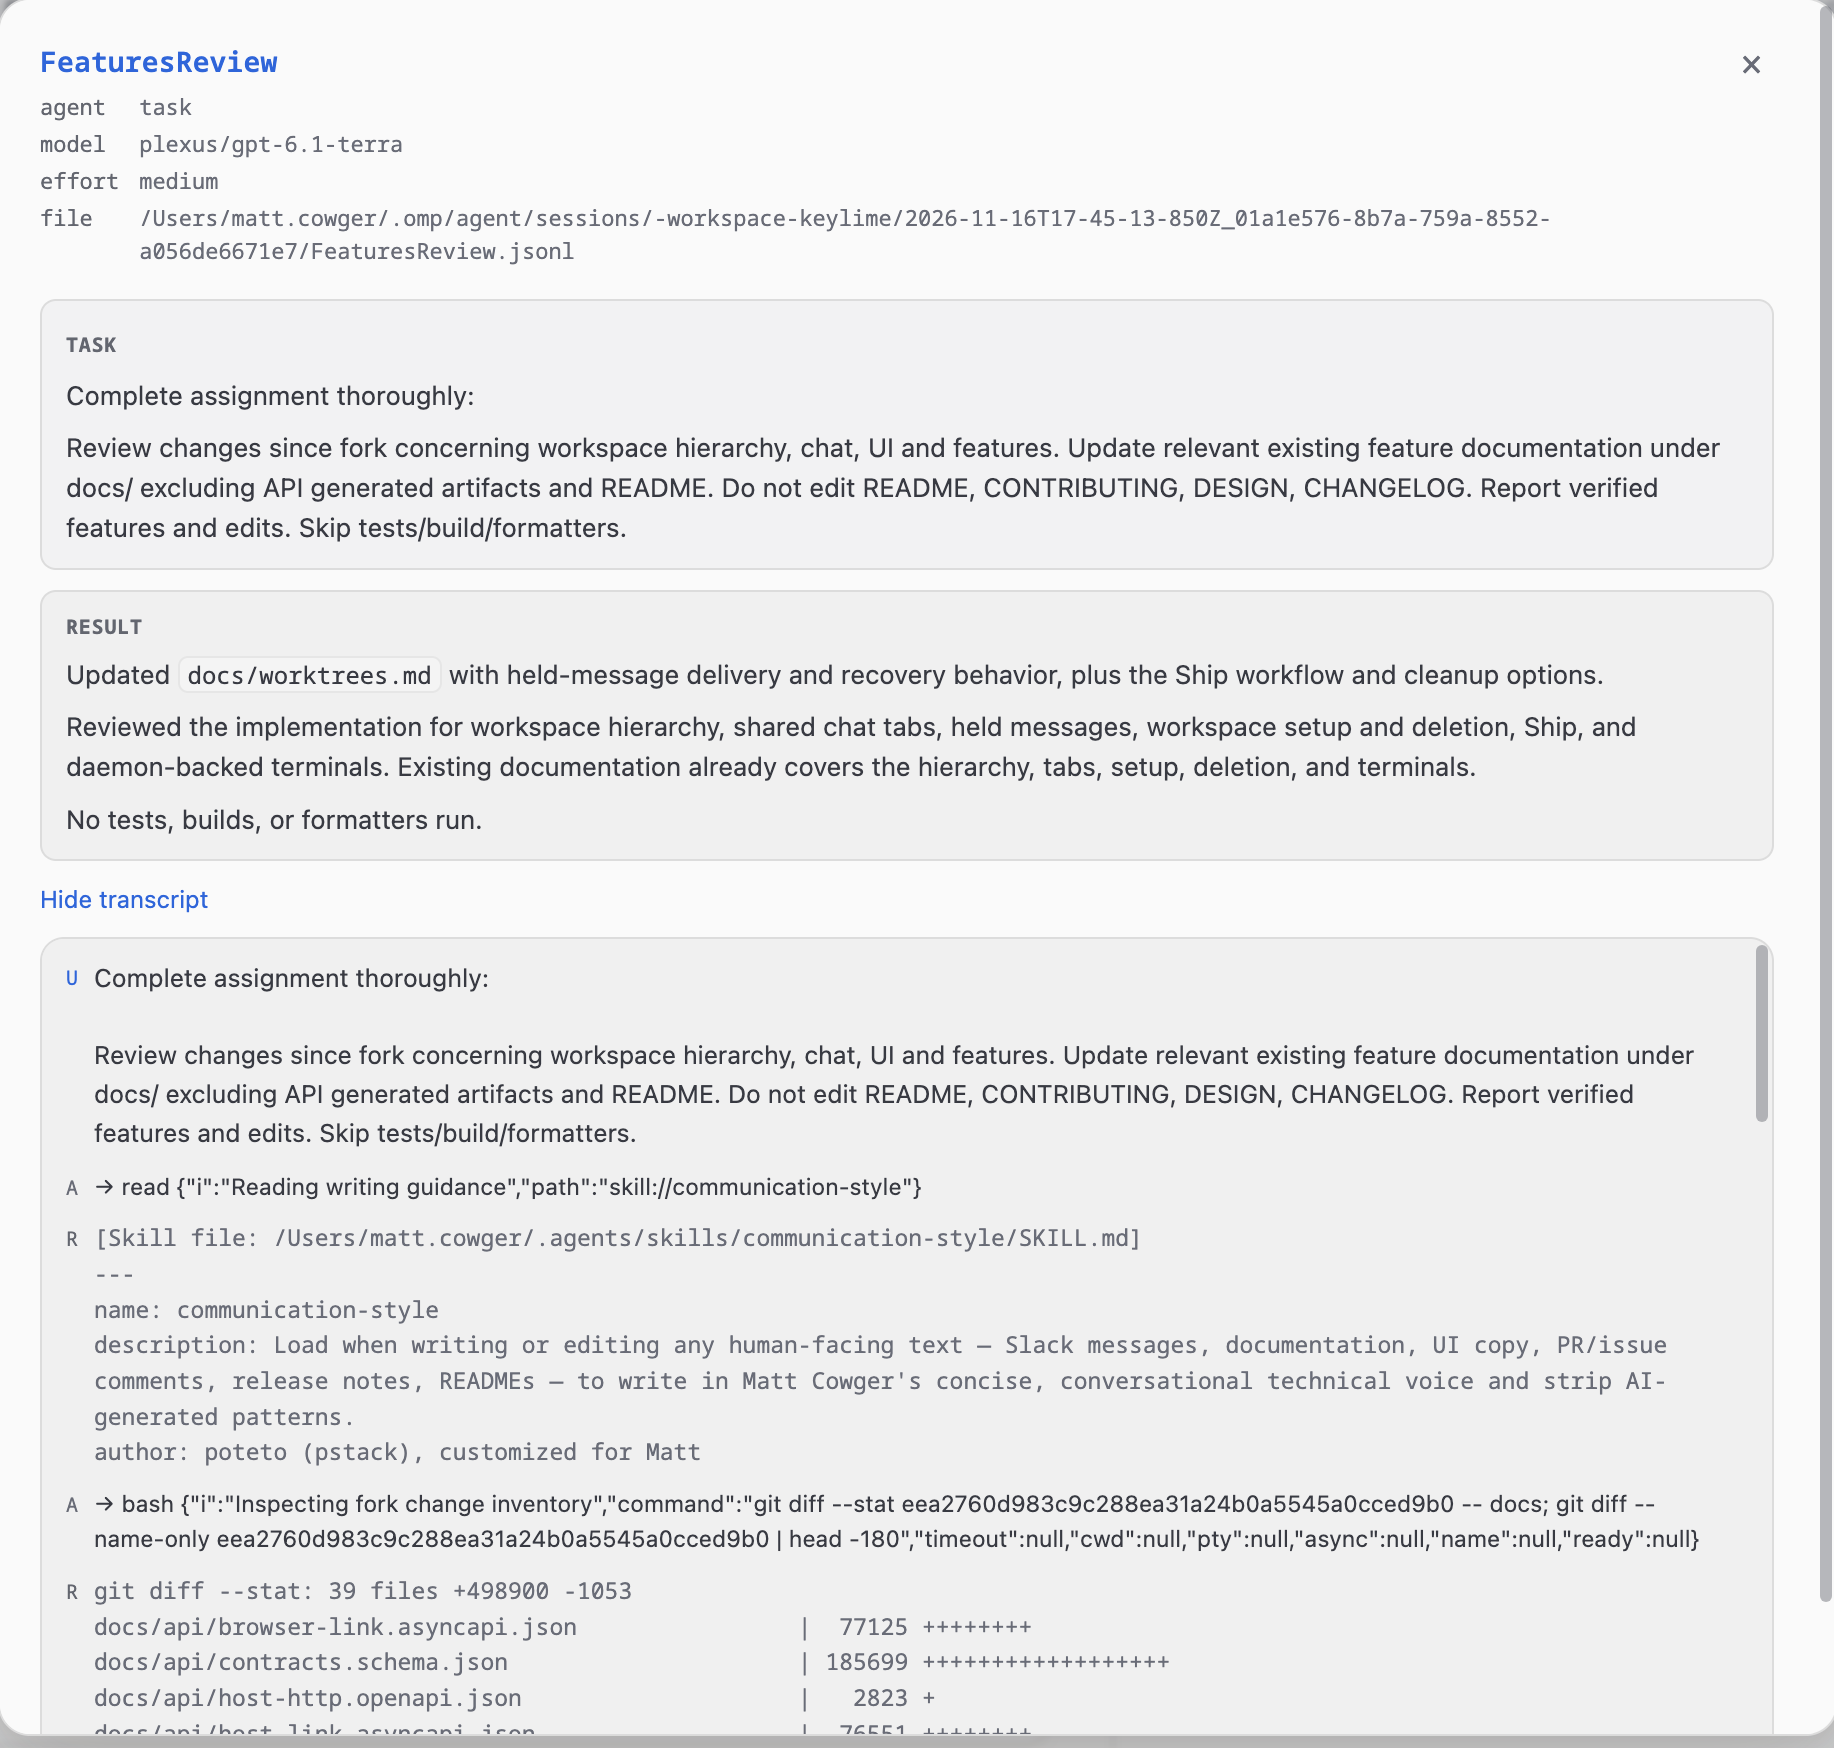 FeaturesReview
×
agent task
model plexus/gpt-6.1-terra
effort medium
file /Users/matt.cowger/.omp/agent/sessions/-workspace-keylime/2026-11-16T17-45-13-850Z_01a1e576-8b7a-759a-8552-
a056de6671e7/FeaturesReview.jsonl
TASK
Complete assignment thoroughly:
Review changes since fork concerning workspace hierarchy, chat, UI and features. Update relevant existing feature documentation under
docs/ excluding API generated artifacts and README. Do not edit README, CONTRIBUTING, DESIGN, CHANGELOG. Report verified
features and edits. Skip tests/build/formatters.
RESULT
Updated docs/worktrees.md with held-message delivery and recovery behavior, plus the Ship workflow and cleanup options.
Reviewed the implementation for workspace hierarchy, shared chat tabs, held messages, workspace setup and deletion, Ship, and
daemon-backed terminals. Existing documentation already covers the hierarchy, tabs, setup, deletion, and terminals.
No tests, builds, or formatters run.
Hide transcript
U Complete assignment thoroughly:
Review changes since fork concerning workspace hierarchy, chat, UI and features. Update relevant existing feature documentation under
docs/ excluding API generated artifacts and README. Do not edit README, CONTRIBUTING, DESIGN, CHANGELOG. Report verified
features and edits. Skip tests/build/formatters.
A → read {"i":"Reading writing guidance","path":"skill://communication-style"}
R [Skill file: /Users/matt.cowger/.agents/skills/communication-style/SKILL.md]
---
name: communication-style
description: Load when writing or editing any human-facing text — Slack messages, documentation, UI copy, PR/issue
comments, release notes, READMEs — to write in Matt Cowger's concise, conversational technical voice and strip AI-
generated patterns.
author: poteto (pstack), customized for Matt
A → bash {"i":"Inspecting fork change inventory","command":"git diff --stat eea2760d983c9c288ea31a24b0a5545a0cced9b0 -- docs; git diff --
name-only eea2760d983c9c288ea31a24b0a5545a0cced9b0 | head -180","timeout":null,"cwd":null,"pty":null,"async":null,"name":null,"ready":null}
R git diff --stat: 39 files +498900 -1053
docs/api/browser-link.asyncapi.json | 77125 ++++++++
docs/api/contracts.schema.json | 185699 ++++++++++++++++++
docs/api/host-http.openapi.json | 2823 +
docs/api/host-link.asyncapi.json | 76551 ++++++++